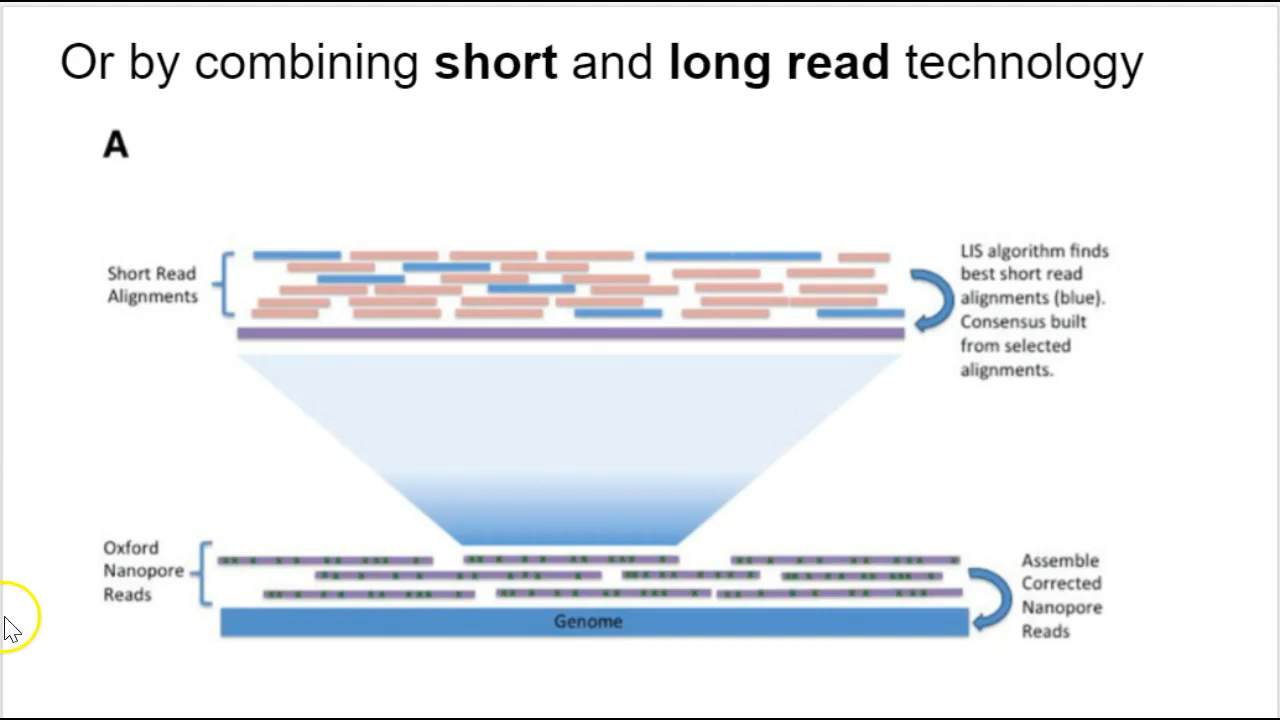 Or by combining short and long read technology
A
Short Read
Alignments
LIS algorithm finds
best short read
alignments (blue).
Consensus built
from selected
alignments.
Oxford
Nanopore
Reads
Genome
Assemble
Corrected
Nanopore
Reads